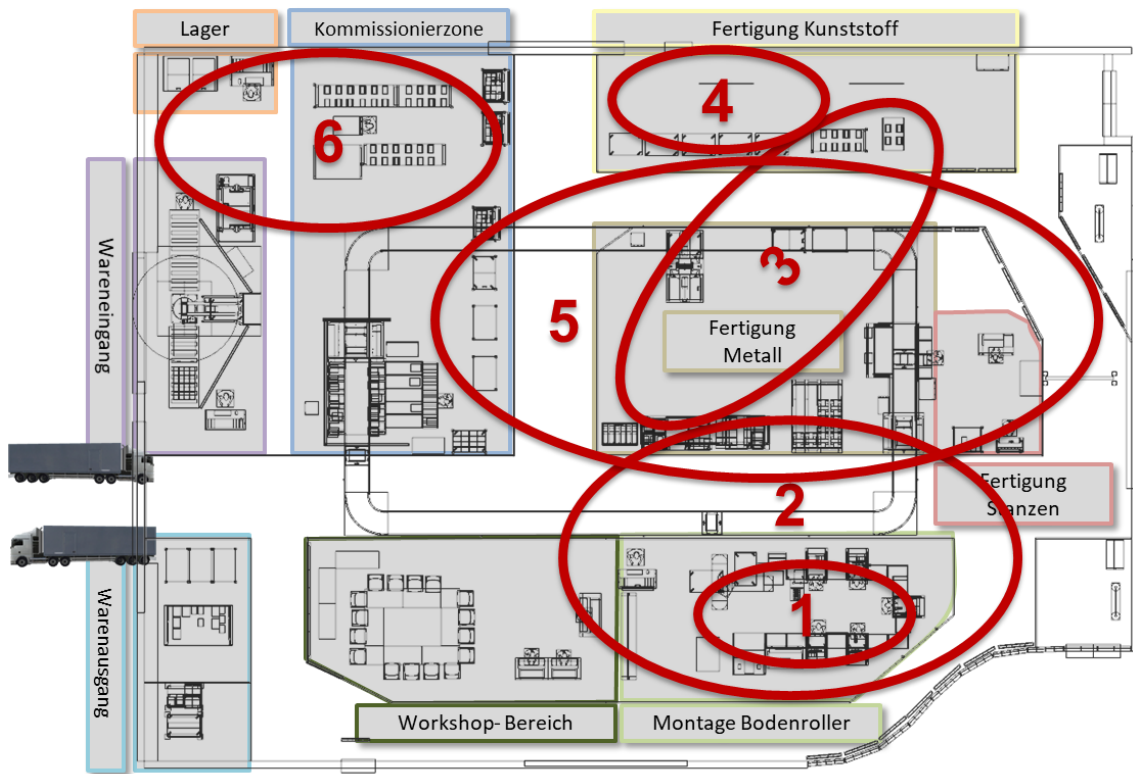 Lager
Kommissionierzone
Fertigung Kunststoff
4
6
Wareneingang
3
5
Fertigung
Metall
2
Fertigung
Stanzen
1
Warenausgang
Workshop- Bereich
Montage Bodenroller